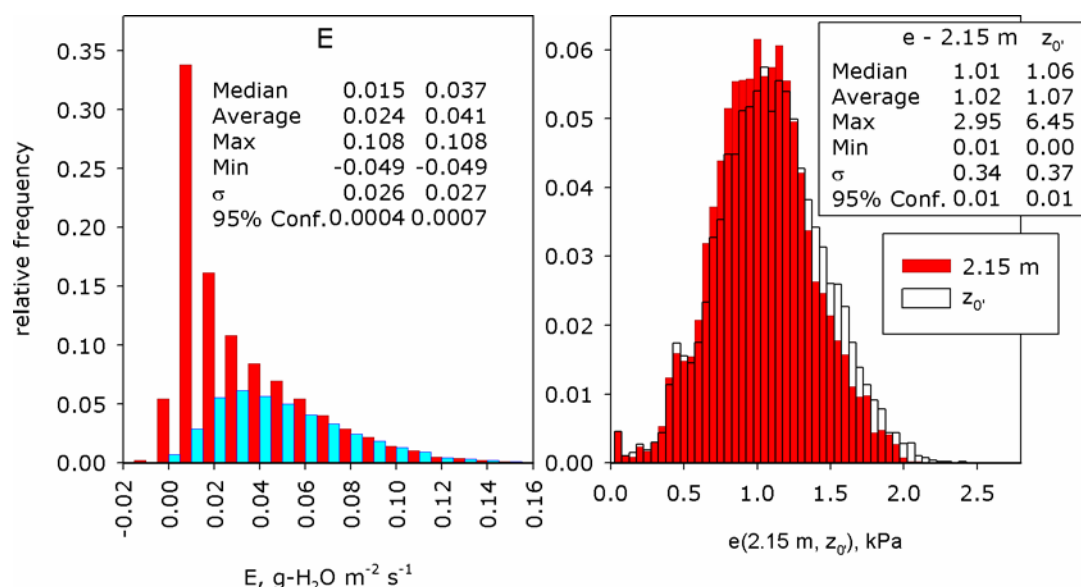 E
Median 0.015 0.037
Average 0.024 0.041
Max 0.108 0.108
Min -0.049 -0.049
σ 0.026 0.027
95% Conf. 0.0004 0.0007
relative frequency
0.35
0.30
0.25
0.20
0.15
0.10
0.05
0.00
-0.02 0.00 0.02 0.04 0.06 0.08 0.10 0.12 0.14 0.16
E, g-H₂O m⁻² s⁻¹
e - 2.15 m z₀'
Median 1.01 1.06
Average 1.02 1.07
Max 2.95 6.45
Min 0.01 0.00
σ 0.34 0.37
95% Conf. 0.01 0.01
2.15 m
z₀'
0.06
0.05
0.04
0.03
0.02
0.01
0.00
0.0 0.5 1.0 1.5 2.0 2.5
e(2.15 m, z₀'), kPa